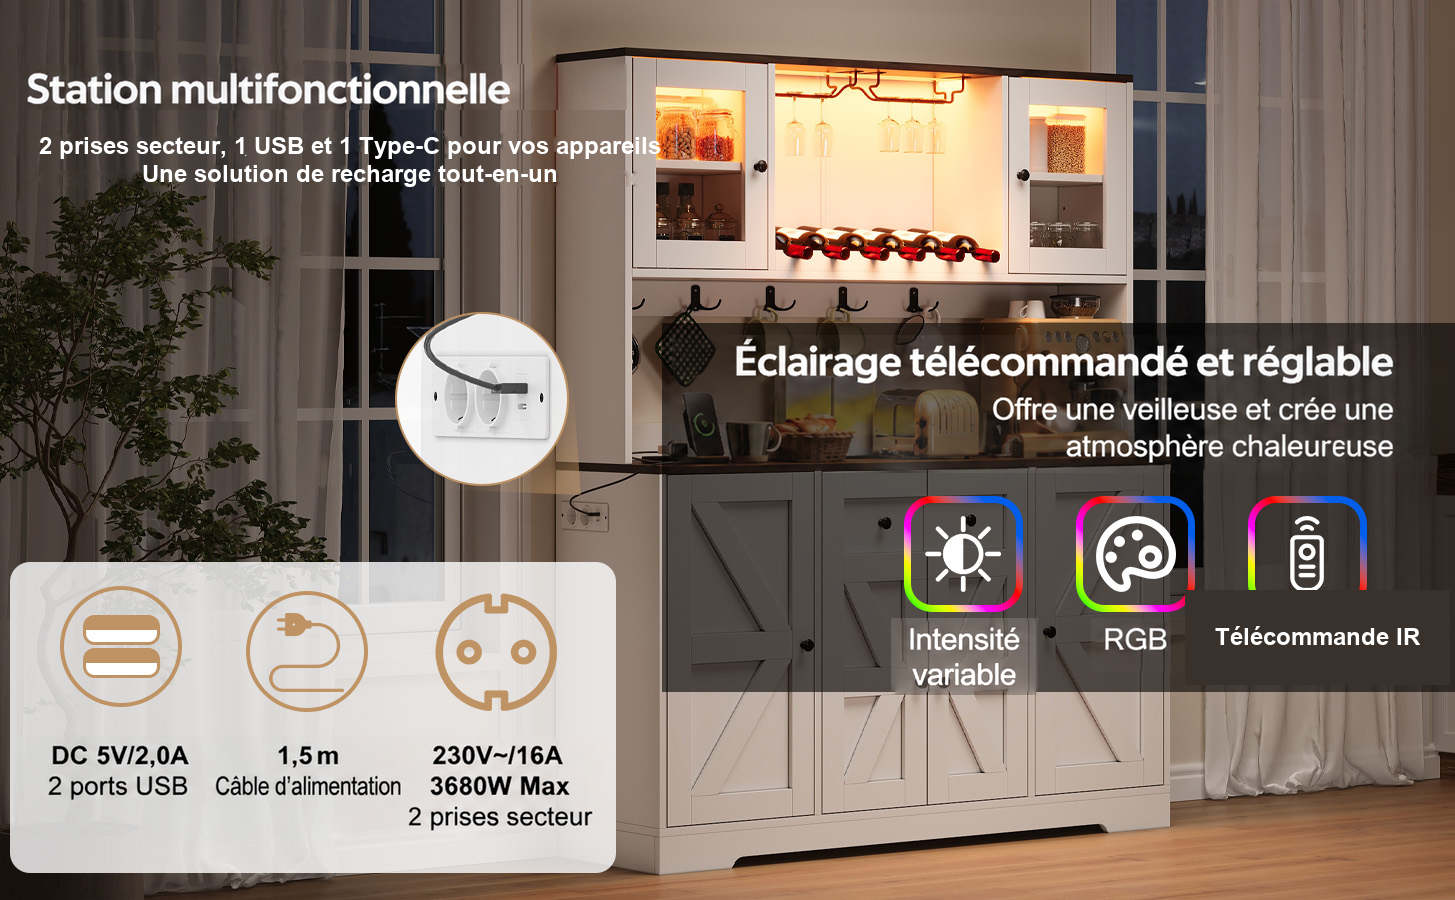 Station multifonctionnelle
2 prises secteur, 1 USB et 1 Type-C pour vos appareils
Une solution de recharge tout-en-un
Éclairage télécommandé et réglable
Offre une veilleuse et crée une
atmosphère chaleureuse
Intensité
variable
RGB
Télécommande IR
DC 5V/2,0A
2 ports USB
1,5 m
Câble d'alimentation
230V~/16A
3680W Max
2 prises secteur